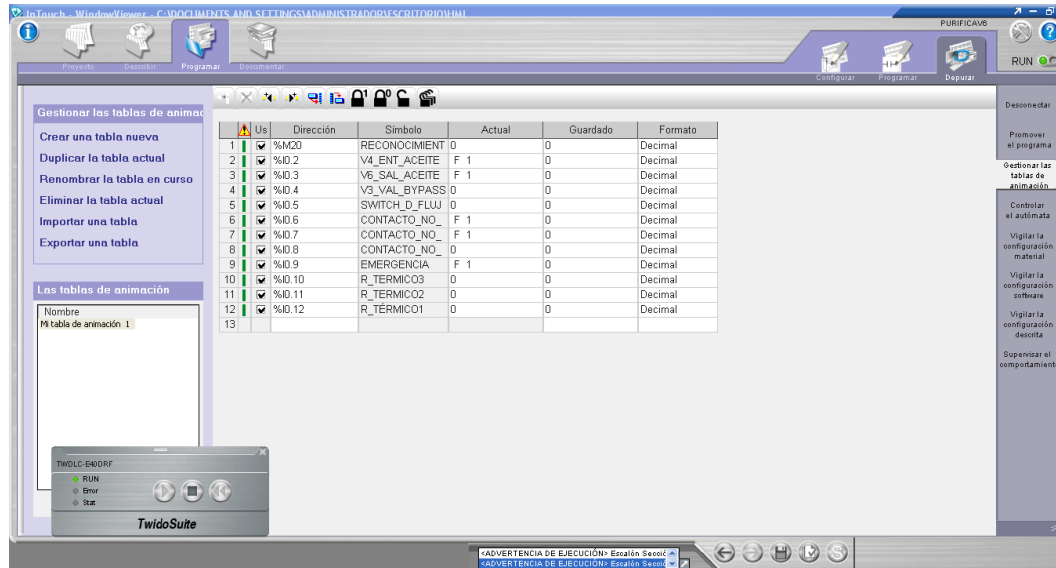 InTouch - WindowViewer - C:\DOCUMENTS AND SETTINGS\ADMINISTRADOR\ESCRITORIO\HMI
PURIFICAV6
Proyecto
Describir
Programar
Documentar
Configurar
Programar
Depurar
RUN
Gestionar las tablas de animac
Crear una tabla nueva
Duplicar la tabla actual
Renombrar la tabla en curso
Eliminar la tabla actual
Importar una tabla
Exportar una tabla
Las tablas de animación
Nombre
Mi tabla de animación 1
Us Dirección Símbolo Actual Guardado Formato
1 %M20 RECONOCIMIENT 0 0 Decimal
2 %I0.2 V4_ENT_ACEITE F 1 0 Decimal
3 %I0.3 V6_SAL_ACEITE F 1 0 Decimal
4 %I0.4 V3_VAL_BYPASS 0 0 Decimal
5 %I0.5 SWITCH_D_FLUJ 0 0 Decimal
6 %I0.6 CONTACTO_NO_ F 1 0 Decimal
7 %I0.7 CONTACTO_NO_ F 1 0 Decimal
8 %I0.8 CONTACTO_NO_ 0 0 Decimal
9 %I0.9 EMERGENCIA F 1 0 Decimal
10 %I0.10 R_TERMICO3 0 0 Decimal
11 %I0.11 R_TERMICO2 0 0 Decimal
12 %I0.12 R_TÉRMICO1 0 0 Decimal
13
Desconectar
Promover
el programa
Gestionar las
tablas de
animación
Controlar
el autómata
Vigilar la
configuración
material
Vigilar la
configuración
software
Vigilar la
configuración
descrita
Supervisar el
comportamient
TWDLC-E40DRF
RUN
Error
Stat
TwidoSuite
<ADVERTENCIA DE EJECUCIÓN> Escalón Secció
<ADVERTENCIA DE EJECUCIÓN> Escalón Secció